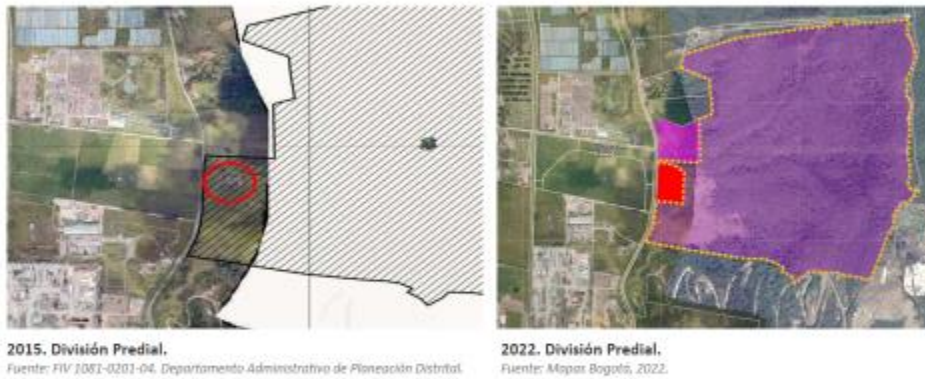 2015. División Predial.
Fuente: FIV 1081-0201-04. Departamento Administrativo de Planeación Distrital.
2022. División Predial.
Fuente: Mapas Bogotá, 2022.